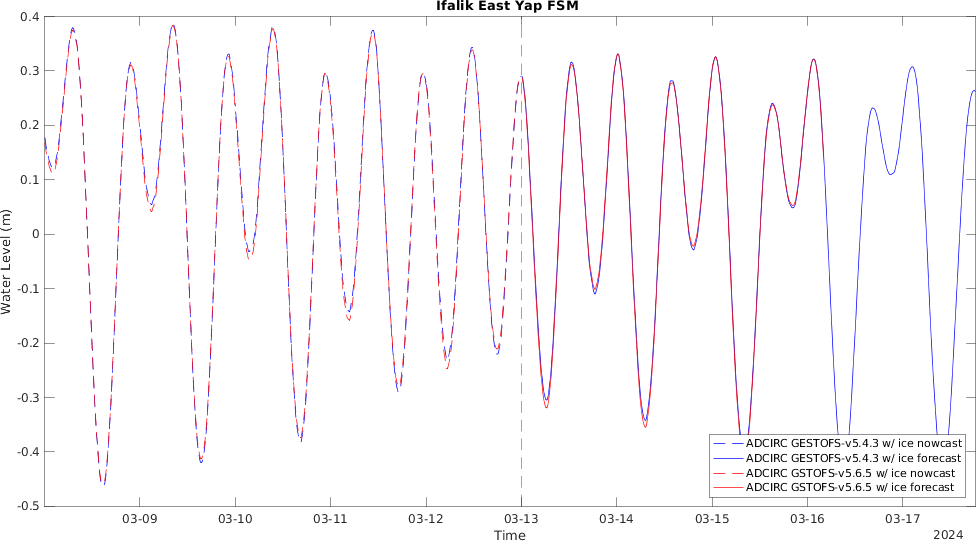 Ifalik East Yap FSM
0.4
0.3
0.2
0.1
0
-0.1
-0.2
-0.3
-0.4
-0.5
Water Level (m)
ADCIRC GESTOFS-v5.4.3 w/ ice nowcast
ADCIRC GESTOFS-v5.4.3 w/ ice forecast
ADCIRC GSTOFS-v5.6.5 w/ ice nowcast
ADCIRC GSTOFS-v5.6.5 w/ ice forecast
03-09 03-10 03-11 03-12 03-13 03-14 03-15 03-16 03-17
Time
2024